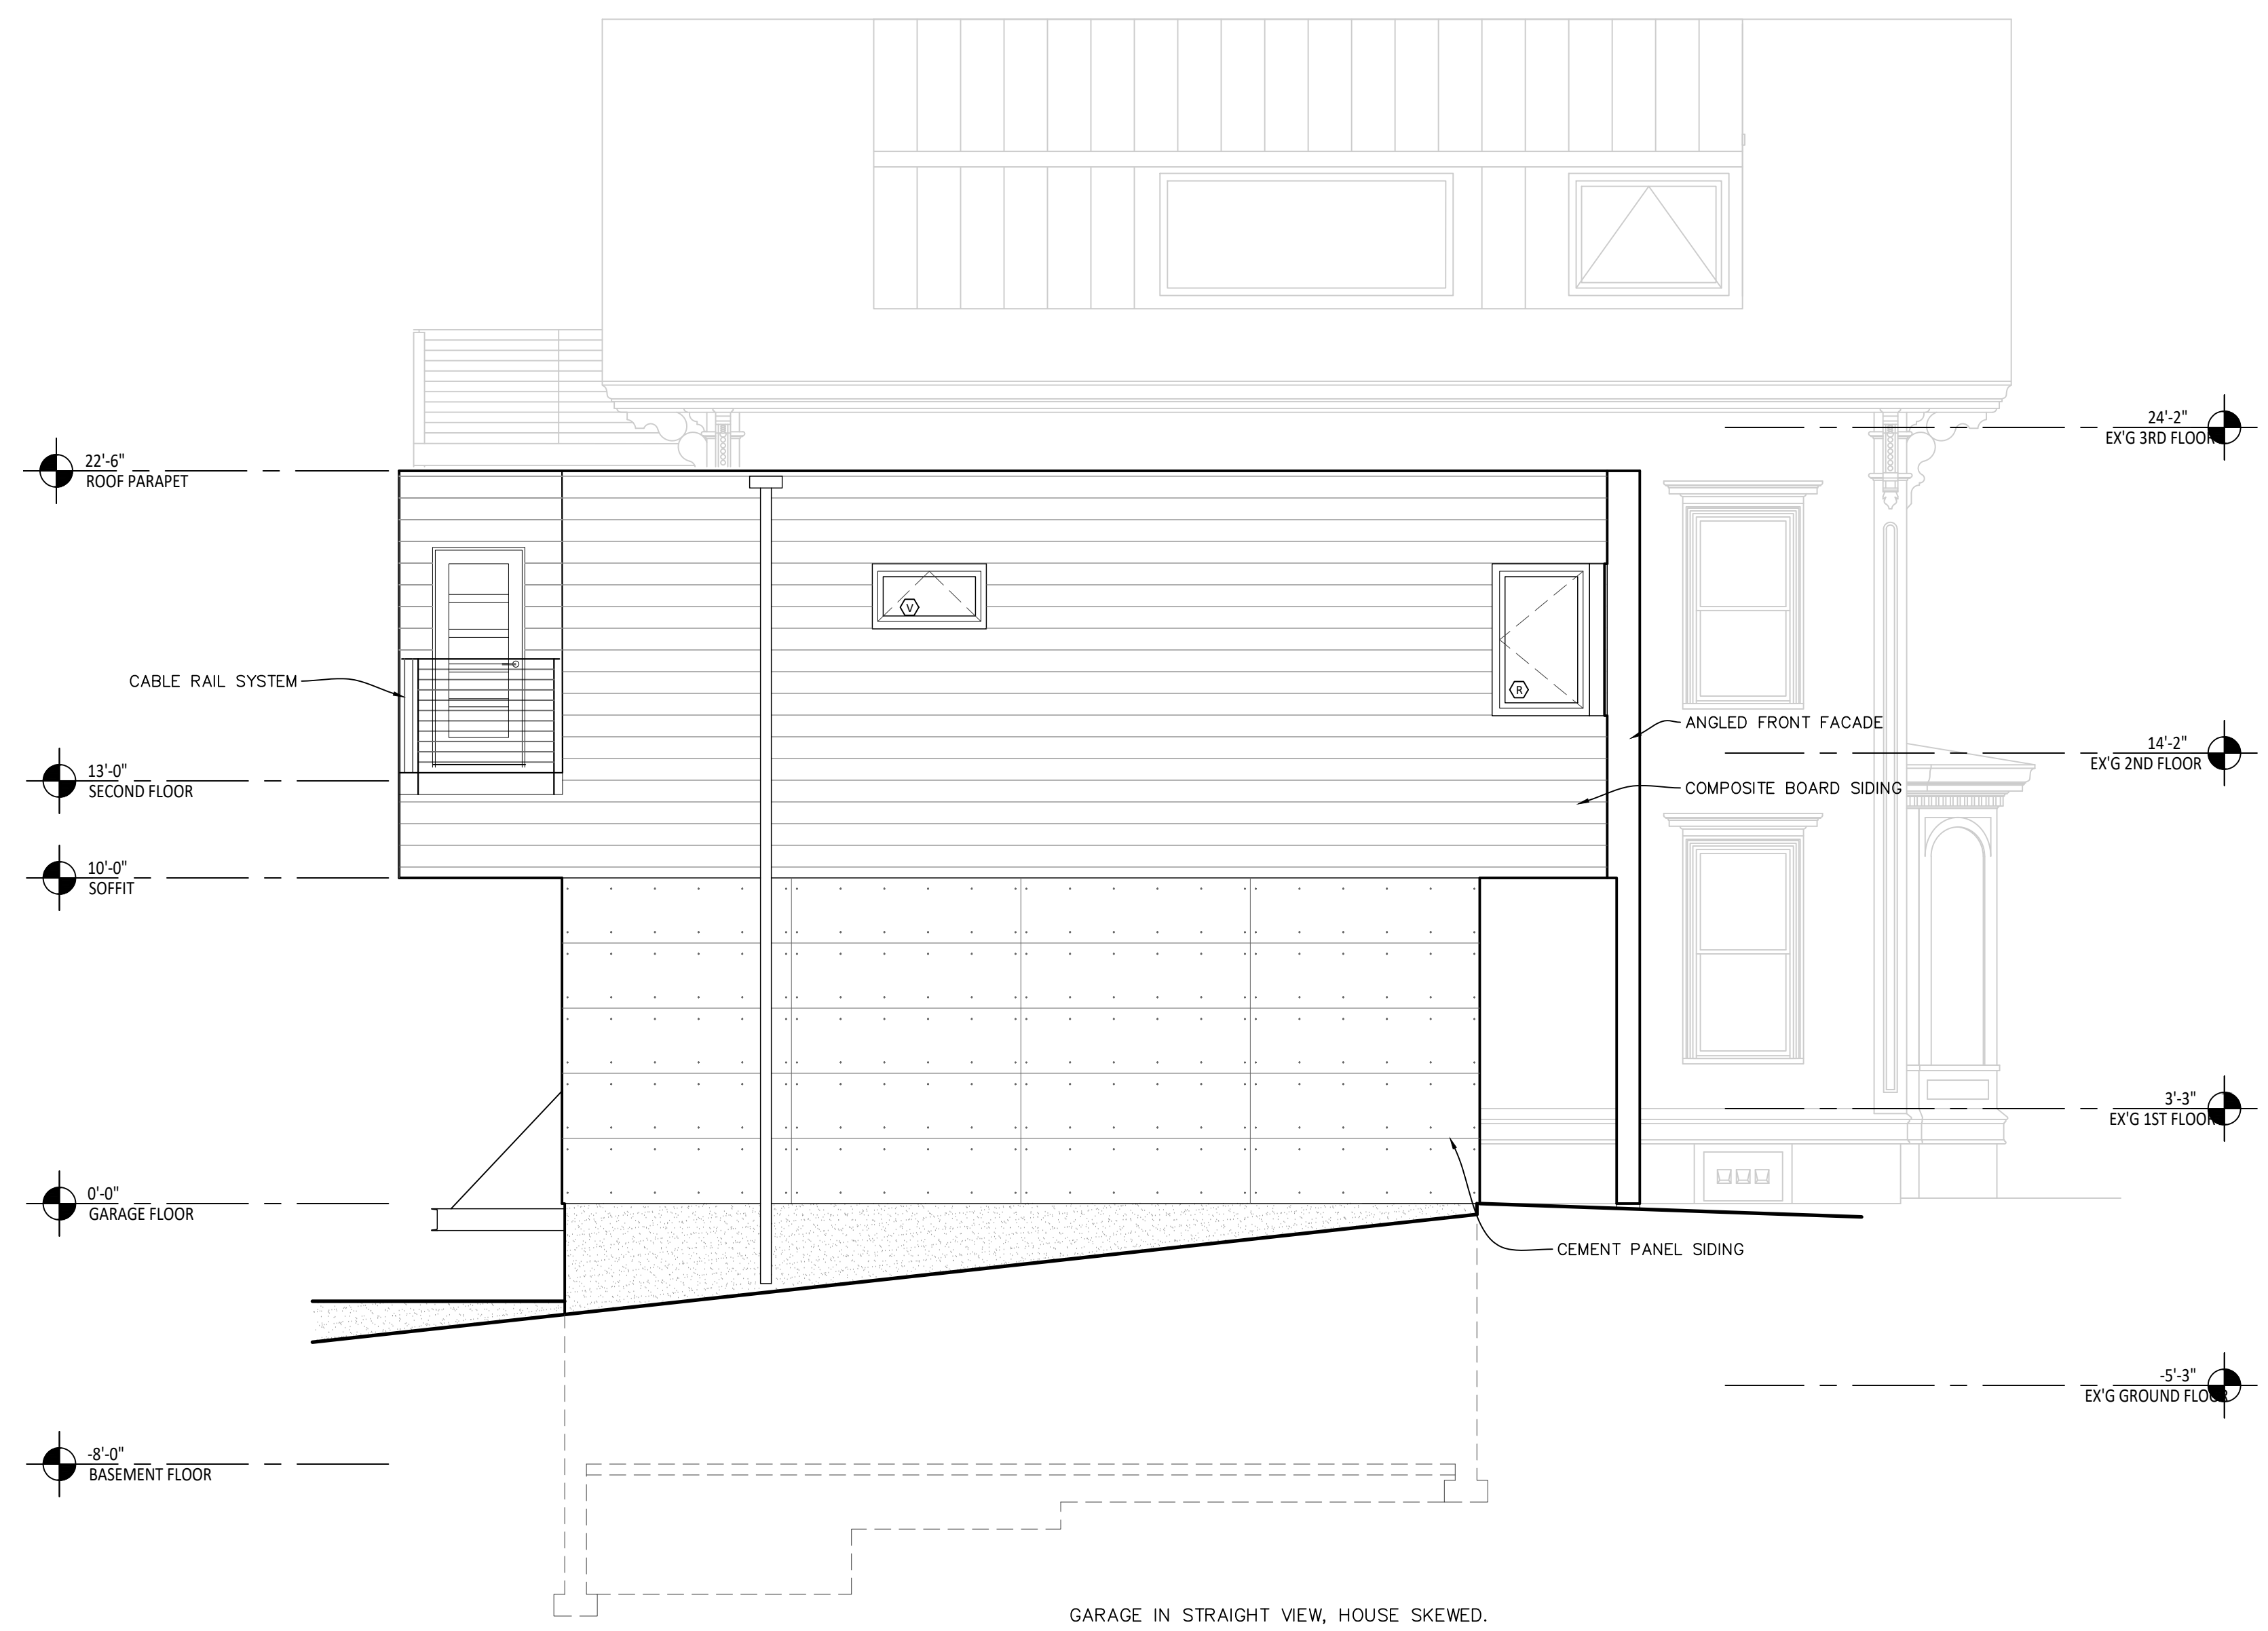 24'-2"
EX'G 3RD FLOOR
22'-6"
ROOF PARAPET
V
CABLE RAIL SYSTEM
R
ANGLED FRONT FACADE
14'-2"
EX'G 2ND FLOOR
13'-0"
SECOND FLOOR
COMPOSITE BOARD SIDING
10'-0"
SOFFIT
3'-3"
EX'G 1ST FLOOR
0'-0"
GARAGE FLOOR
CEMENT PANEL SIDING
-5'-3"
EX'G GROUND FLOOR
-8'-0"
BASEMENT FLOOR
GARAGE IN STRAIGHT VIEW, HOUSE SKEWED.